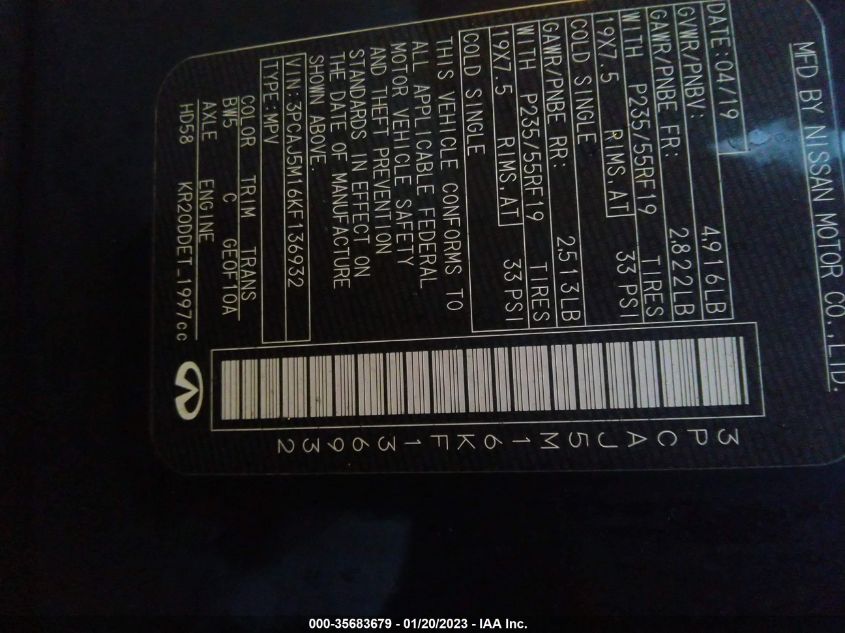 MFD BY NISSAN MOTOR CO.,LTD.
DATE:04/19
GVWR/PNBV: 4,916LB
GAWR/PNBE FR: 2,822LB
WITH P235/55RF19 TIRES
19X7.5 RIMS.AT 33 PSI
COLD SINGLE
GAWR/PNBE RR: 2,513LB
WITH P235/55RF19 TIRES
19X7.5 RIMS.AT 33 PSI
COLD SINGLE
THIS VEHICLE CONFORMS TO
ALL APPLICABLE FEDERAL
MOTOR VEHICLE SAFETY
AND THEFT PREVENTION
STANDARDS IN EFFECT ON
THE DATE OF MANUFACTURE
SHOWN ABOVE.
VIN:3PCAJ5M16KF136932
TYPE:MPV
COLOR TRIM TRANS
BW5 C GE0F10A
AXLE ENGINE
HD58 KR20DDET_1997cc
3PCAJ5M16KF136932
000-35683679 - 01/20/2023 - IAA Inc.